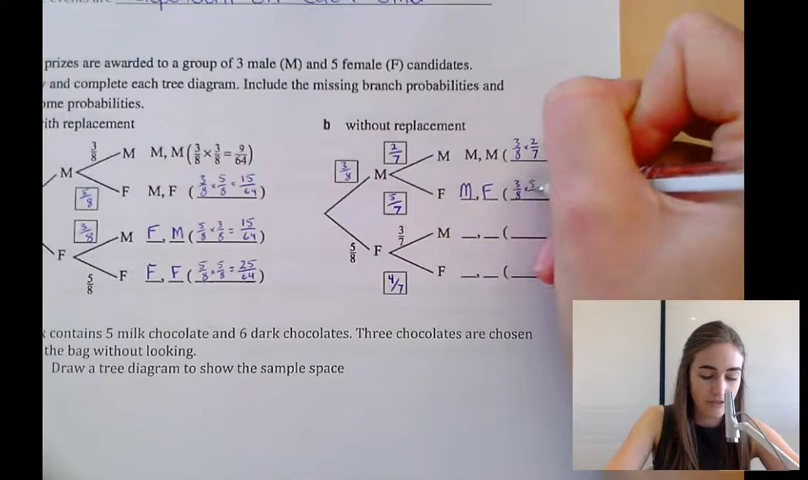 dependent on each other
prizes are awarded to a group of 3 male (M) and 5 female (F) candidates.
and complete each tree diagram. Include the missing branch probabilities and
ome probabilities.
ith replacement
3/8 M M, M (3/8 × 3/8 = 9/64)
M
5/8 F M, F (3/8 × 5/8 = 15/64)
3/8 M F, M (5/8 × 3/8 = 15/64)
F
5/8 F F, F (5/8 × 5/8 = 25/64)
b without replacement
2/7 M M, M (3/8 × 2/7
3/8 M
5/7 F M, F (3/8 × 5
3/7 M _, _ (
5/8 F
4/7 F _, _ (
contains 5 milk chocolate and 6 dark chocolates. Three chocolates are chosen
the bag without looking.
Draw a tree diagram to show the sample space